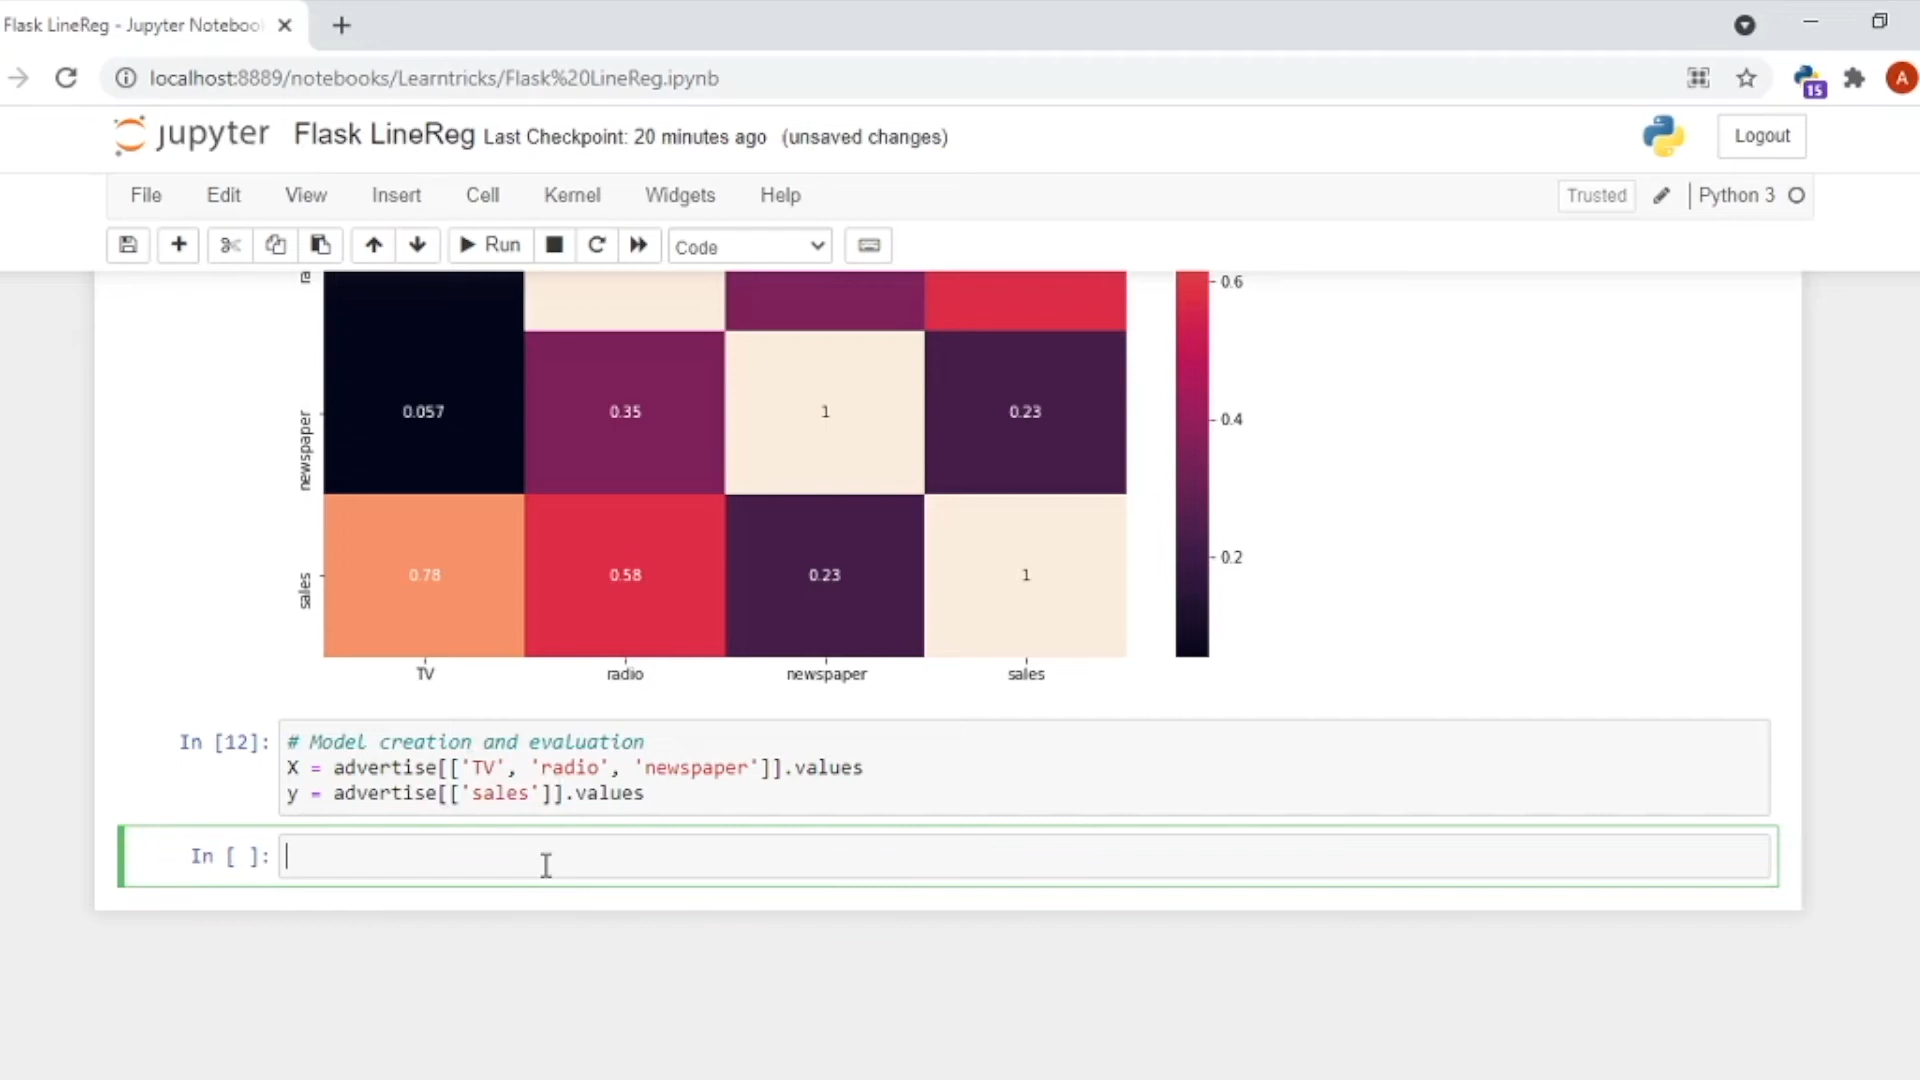 Flask LineReg - Jupyter Noteboo
localhost:8889/notebooks/Learntricks/Flask%20LineReg.ipynb
15
A
jupyter Flask LineReg Last Checkpoint: 20 minutes ago (unsaved changes)
Logout
File Edit View Insert Cell Kernel Widgets Help
Trusted Python 3
Run Code
ra
0.6
0.057 0.35 1 0.23
newspaper
0.4
0.78 0.58 0.23 1
sales
0.2
TV radio newspaper sales
In [12]: # Model creation and evaluation
X = advertise[['TV', 'radio', 'newspaper']].values
y = advertise[['sales']].values
In [ ]: